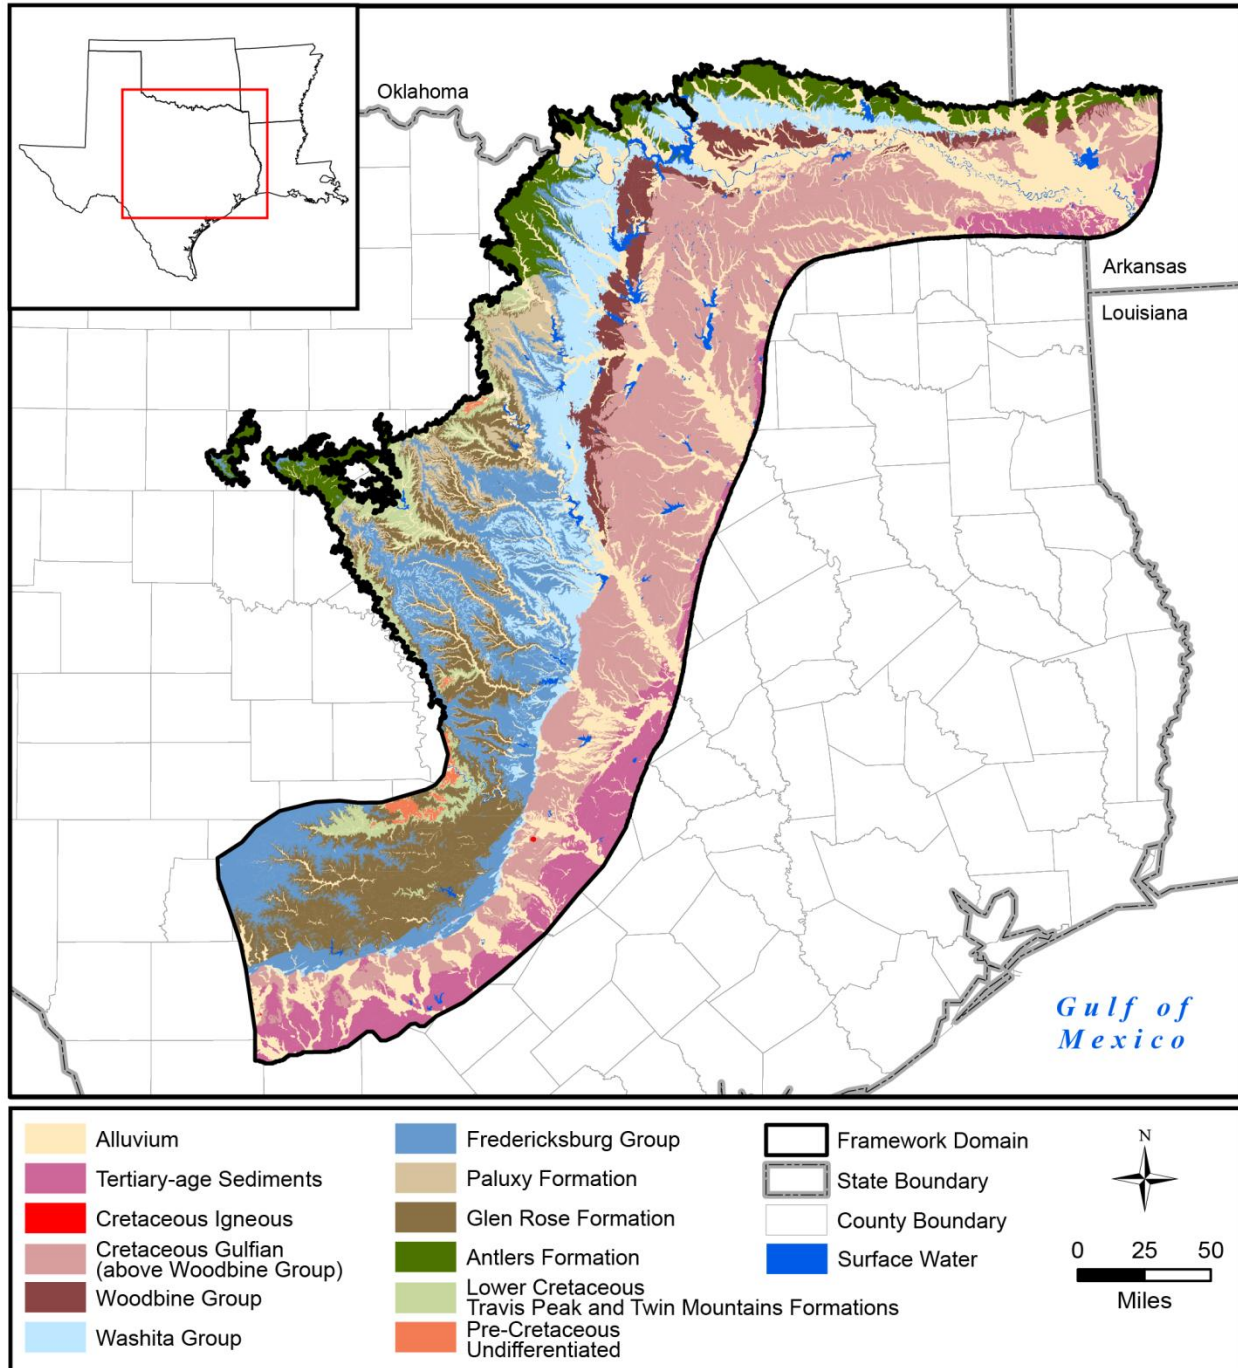 Oklahoma
Arkansas
Louisiana
Gulf of
Mexico
Alluvium
Tertiary-age Sediments
Cretaceous Igneous
Cretaceous Gulfian
(above Woodbine Group)
Woodbine Group
Washita Group
Fredericksburg Group
Paluxy Formation
Glen Rose Formation
Antlers Formation
Lower Cretaceous
Travis Peak and Twin Mountains Formations
Pre-Cretaceous
Undifferentiated
Framework Domain
State Boundary
County Boundary
Surface Water
N
0 25 50
Miles